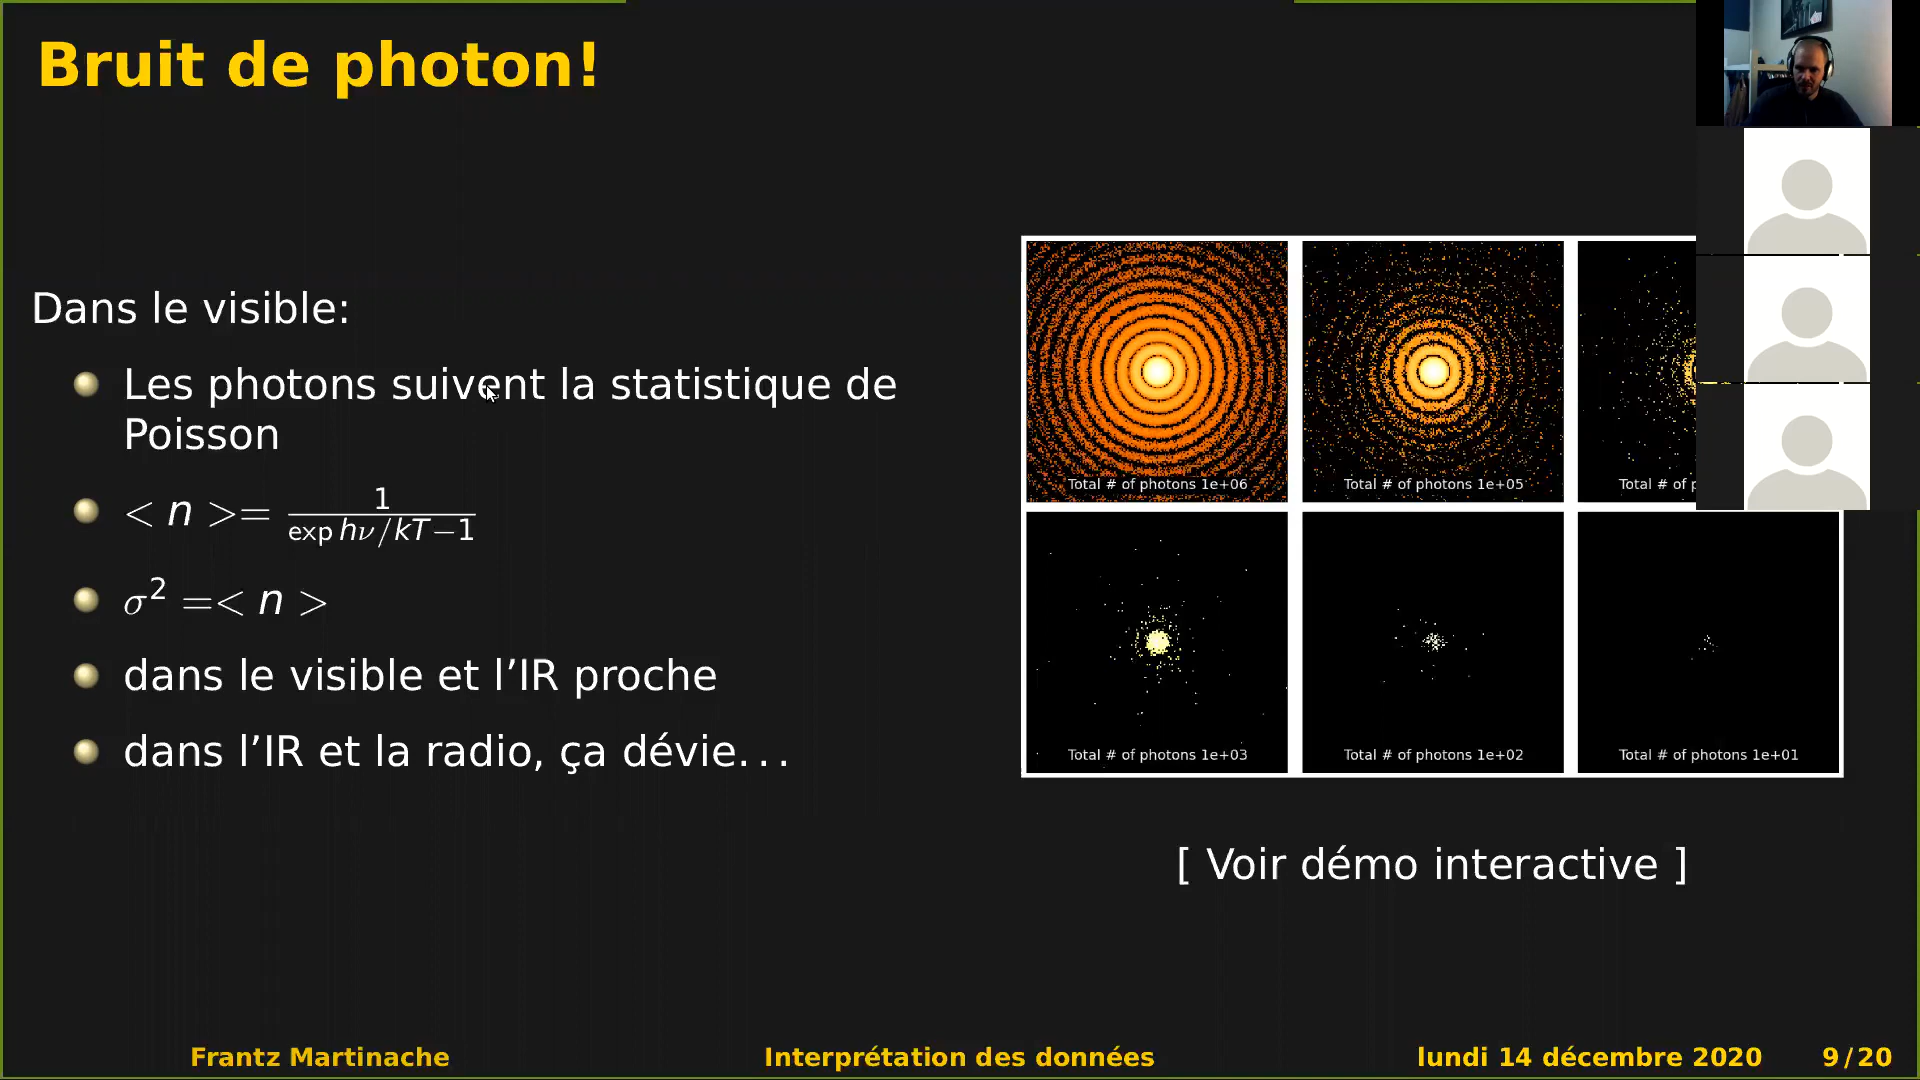 Bruit de photon!
Dans le visible:
Les photons suivent la statistique de
Poisson
< n >= 1 / exp hν/kT−1
σ² =< n >
dans le visible et l’IR proche
dans l’IR et la radio, ça dévie...
Total # of photons 1e+06
Total # of photons 1e+05
Total # of
Total # of photons 1e+03
Total # of photons 1e+02
Total # of photons 1e+01
[ Voir démo interactive ]
Frantz Martinache
Interprétation des données
lundi 14 décembre 2020
9/20